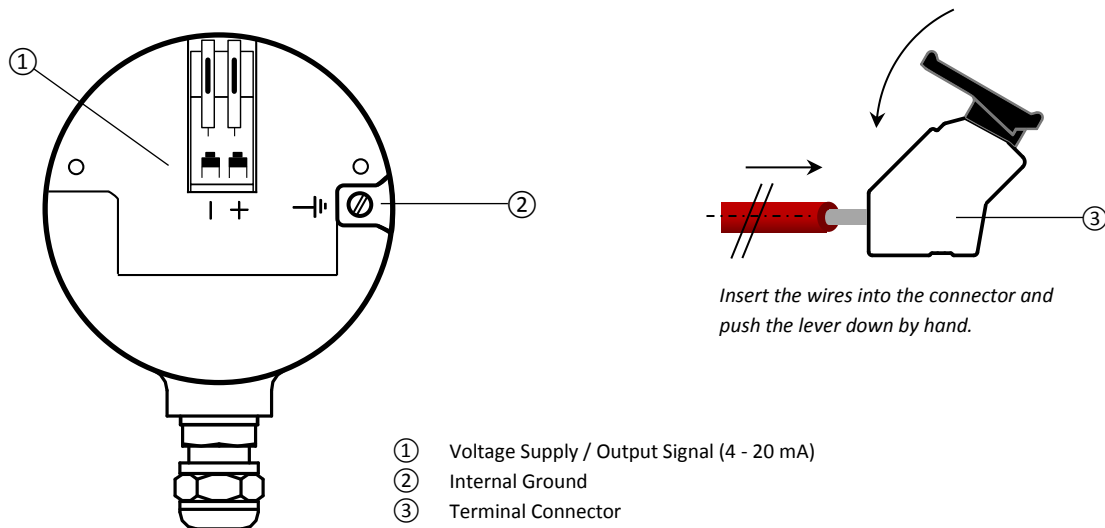 ①
②
− +
③
Insert the wires into the connector and
push the lever down by hand.
① Voltage Supply / Output Signal (4 - 20 mA)
② Internal Ground
③ Terminal Connector